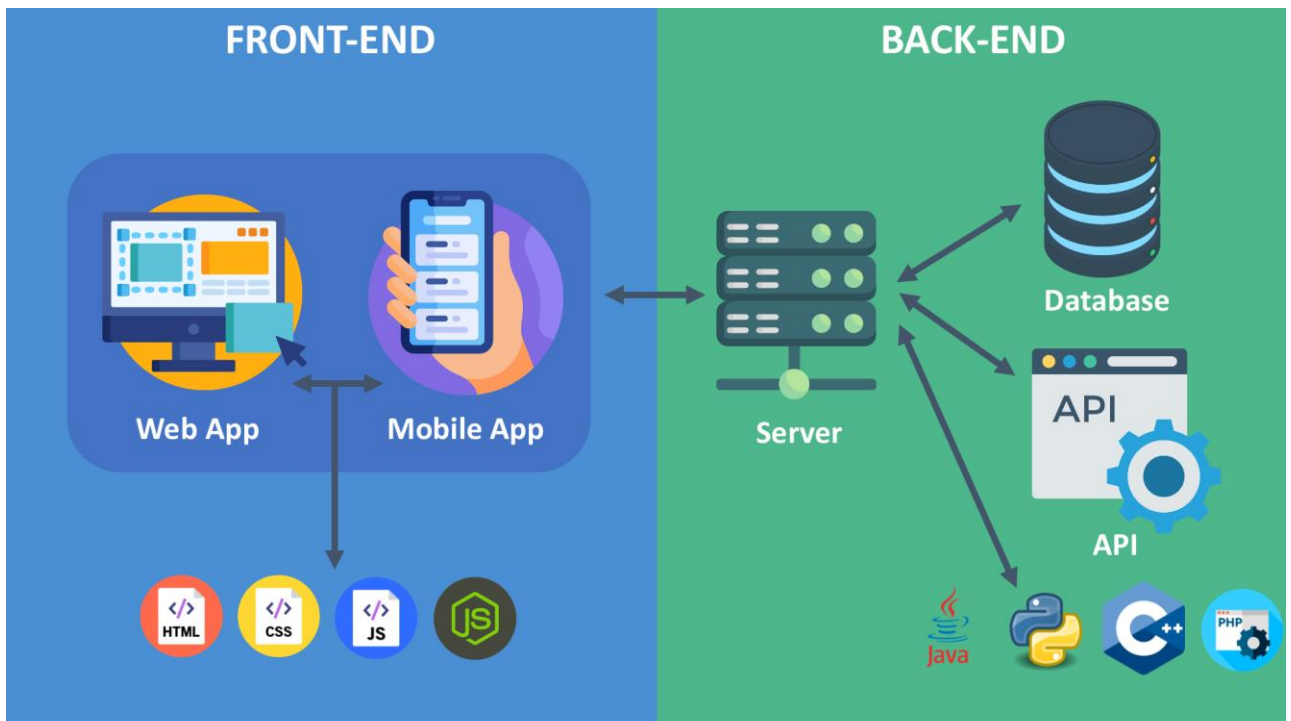 FRONT-END
BACK-END
Web App
Mobile App
Server
Database
API
API
</> HTML
</> CSS
</> JS
JS
Java
C++
PHP